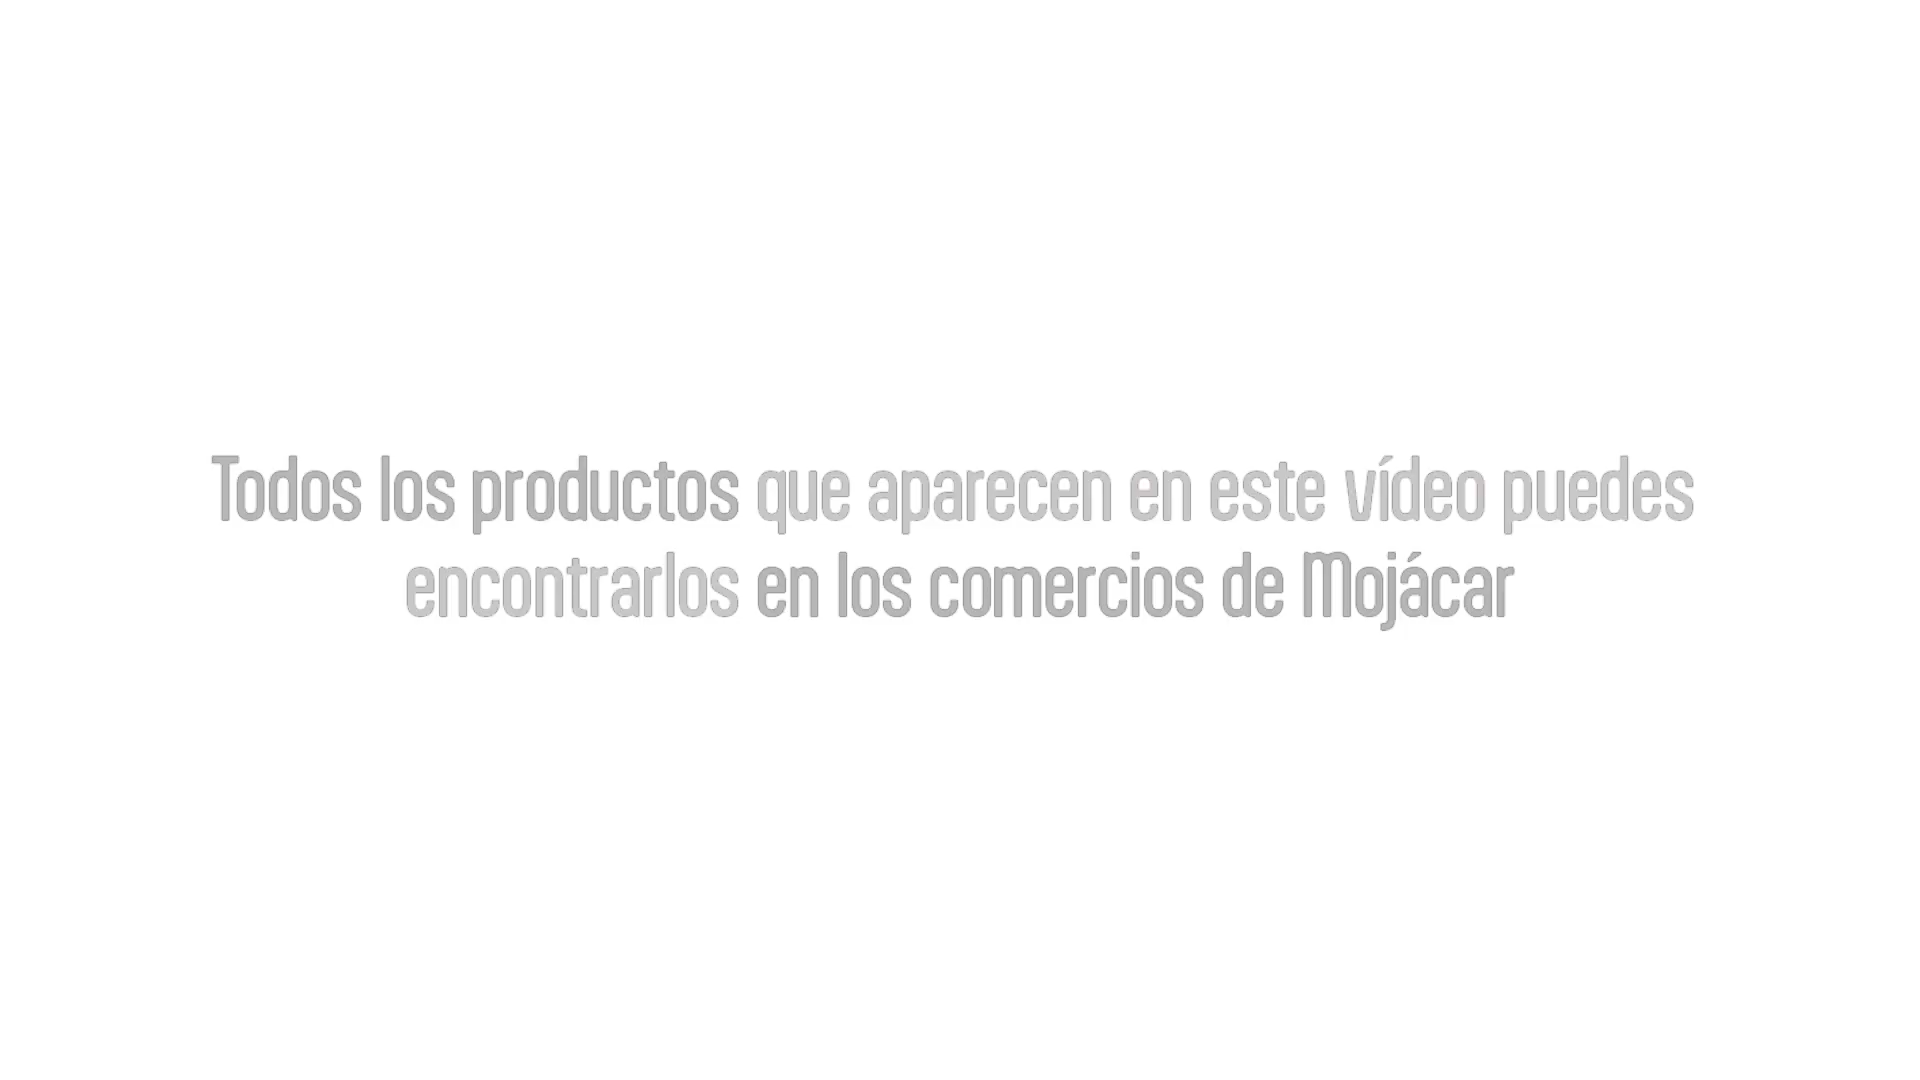 Todos los productos que aparecen en este vídeo puedes
encontrarlos en los comercios de Mojácar